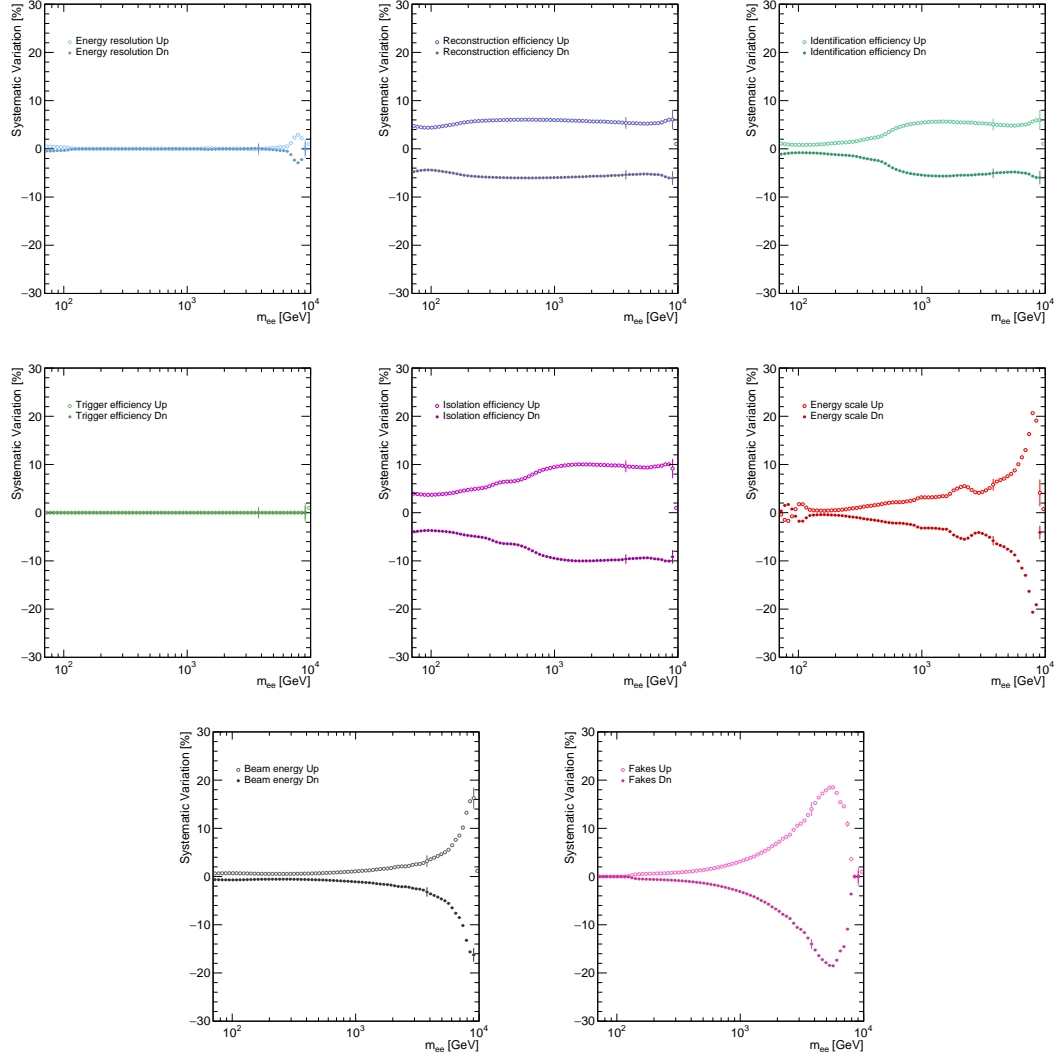 Systematic Variation [%]
30
20
10
0
−10
−20
−30
Energy resolution Up
Energy resolution Dn
10²
10³
10⁴
m_ee [GeV]
Systematic Variation [%]
30
20
10
0
−10
−20
−30
Reconstruction efficiency Up
Reconstruction efficiency Dn
10²
10³
10⁴
m_ee [GeV]
Systematic Variation [%]
30
20
10
0
−10
−20
−30
Identification efficiency Up
Identification efficiency Dn
10²
10³
10⁴
m_ee [GeV]
Systematic Variation [%]
30
20
10
0
−10
−20
−30
Trigger efficiency Up
Trigger efficiency Dn
10²
10³
10⁴
m_ee [GeV]
Systematic Variation [%]
30
20
10
0
−10
−20
−30
Isolation efficiency Up
Isolation efficiency Dn
10²
10³
10⁴
m_ee [GeV]
Systematic Variation [%]
30
20
10
0
−10
−20
−30
Energy scale Up
Energy scale Dn
10²
10³
10⁴
m_ee [GeV]
Systematic Variation [%]
30
20
10
0
−10
−20
−30
Beam energy Up
Beam energy Dn
10²
10³
10⁴
m_ee [GeV]
Systematic Variation [%]
30
20
10
0
−10
−20
−30
Fakes Up
Fakes Dn
10²
10³
10⁴
m_ee [GeV]